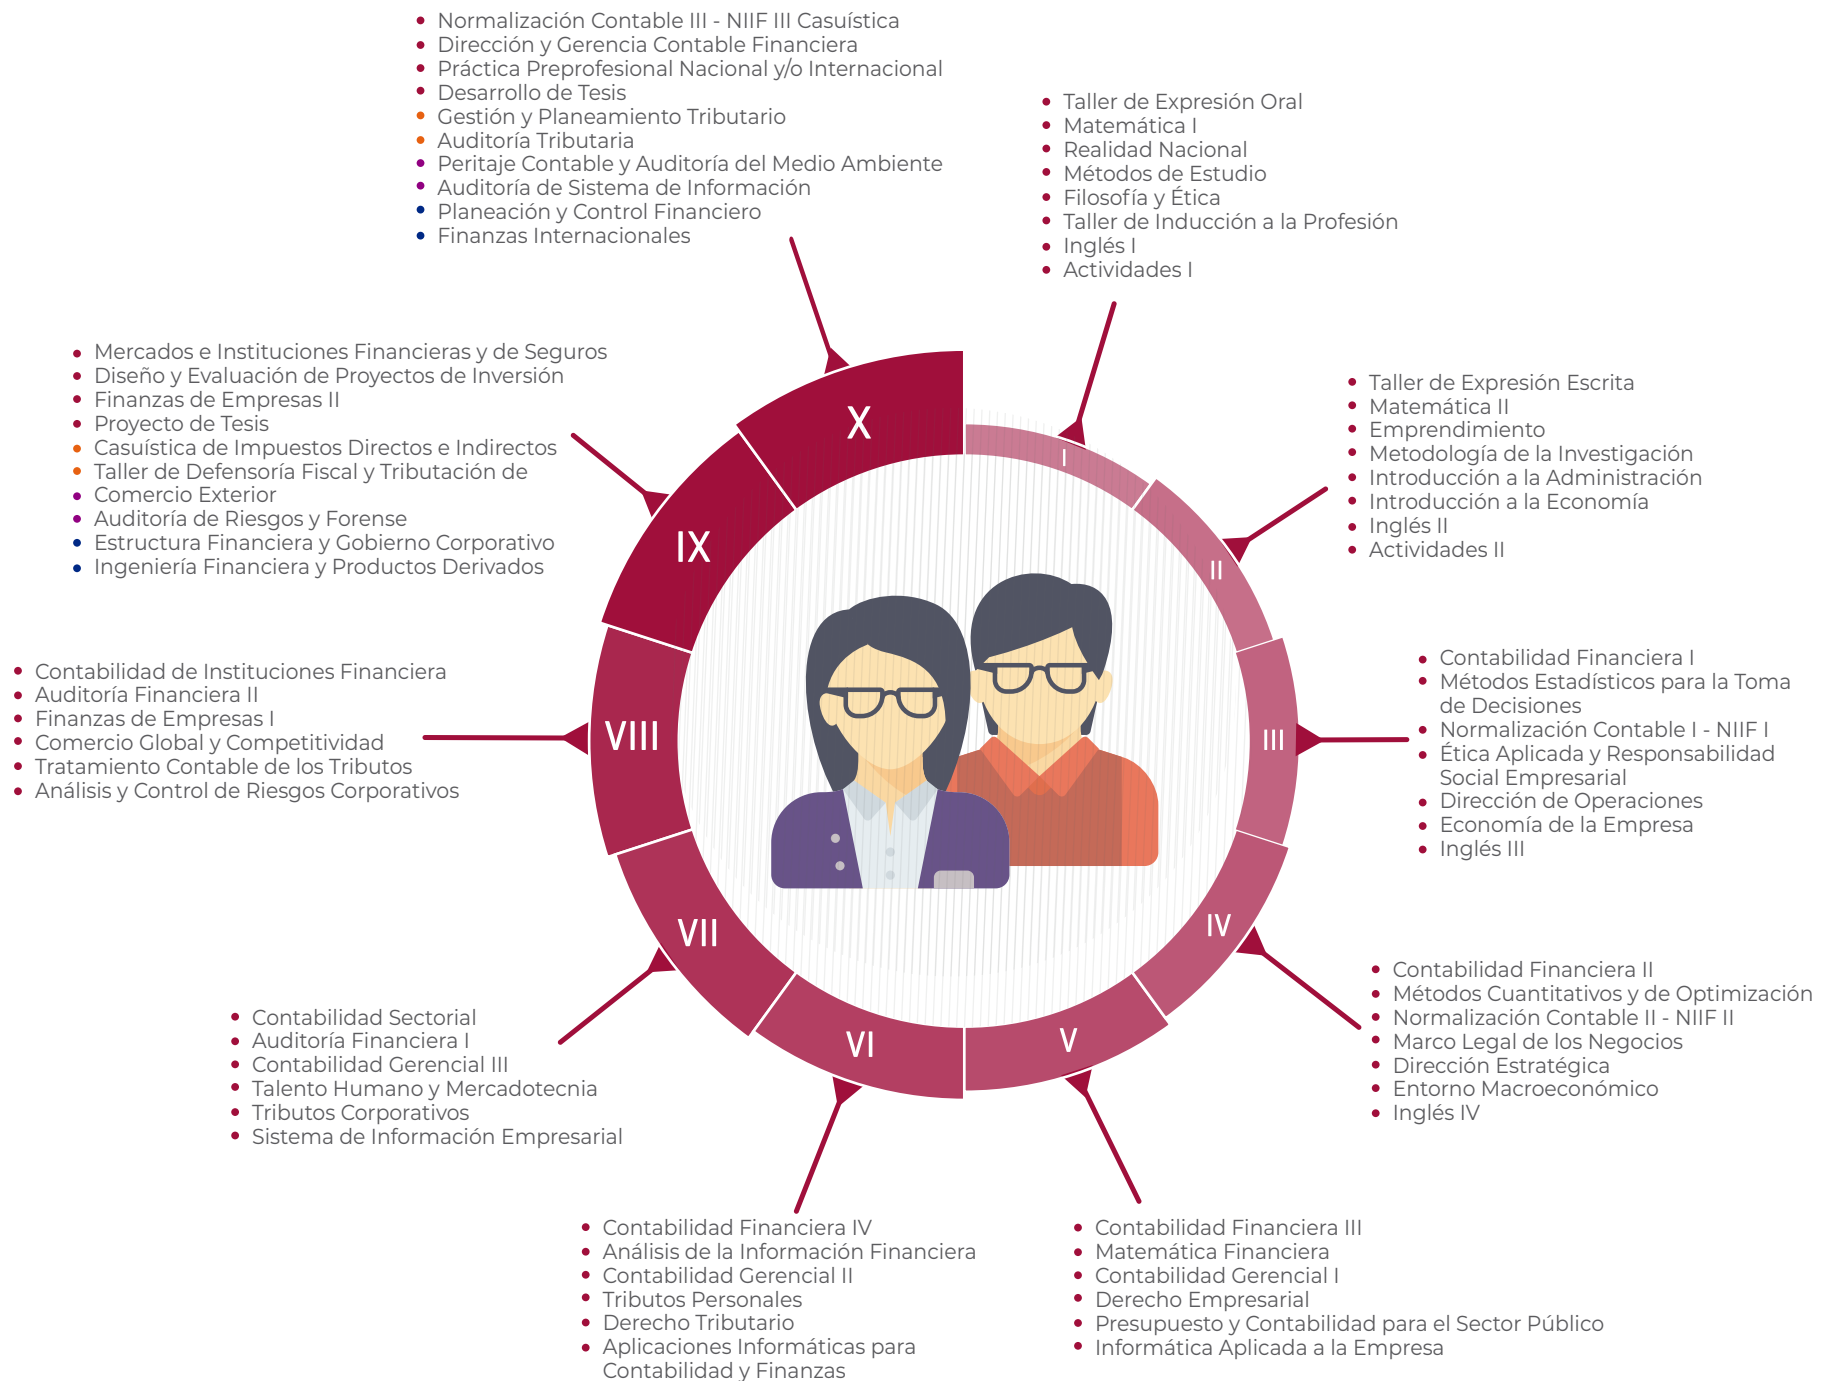 Normalización Contable III - NIIF III Casuística
Dirección y Gerencia Contable Financiera
Práctica Preprofesional Nacional y/o Internacional
Desarrollo de Tesis
Gestión y Planeamiento Tributario
Auditoría Tributaria
Peritaje Contable y Auditoría del Medio Ambiente
Auditoría de Sistema de Información
Planeación y Control Financiero
Finanzas Internacionales
X
Taller de Expresión Oral
Matemática I
Realidad Nacional
Métodos de Estudio
Filosofía y Ética
Taller de Inducción a la Profesión
Inglés I
Actividades I
I
Taller de Expresión Escrita
Matemática II
Emprendimiento
Metodología de la Investigación
Introducción a la Administración
Introducción a la Economía
Inglés II
Actividades II
II
Contabilidad Financiera I
Métodos Estadísticos para la Toma
de Decisiones
Normalización Contable I - NIIF I
Ética Aplicada y Responsabilidad
Social Empresarial
Dirección de Operaciones
Economía de la Empresa
Inglés III
III
Contabilidad Financiera II
Métodos Cuantitativos y de Optimización
Normalización Contable II - NIIF II
Marco Legal de los Negocios
Dirección Estratégica
Entorno Macroeconómico
Inglés IV
IV
Contabilidad Financiera III
Matemática Financiera
Contabilidad Gerencial I
Derecho Empresarial
Presupuesto y Contabilidad para el Sector Público
Informática Aplicada a la Empresa
V
Contabilidad Financiera IV
Análisis de la Información Financiera
Contabilidad Gerencial II
Tributos Personales
Derecho Tributario
Aplicaciones Informáticas para
Contabilidad y Finanzas
VI
Contabilidad Sectorial
Auditoría Financiera I
Contabilidad Gerencial III
Talento Humano y Mercadotecnia
Tributos Corporativos
Sistema de Información Empresarial
VII
Contabilidad de Instituciones Financiera
Auditoría Financiera II
Finanzas de Empresas I
Comercio Global y Competitividad
Tratamiento Contable de los Tributos
Análisis y Control de Riesgos Corporativos
VIII
Mercados e Instituciones Financieras y de Seguros
Diseño y Evaluación de Proyectos de Inversión
Finanzas de Empresas II
Proyecto de Tesis
Casuística de Impuestos Directos e Indirectos
Taller de Defensoría Fiscal y Tributación de
Comercio Exterior
Auditoría de Riesgos y Forense
Estructura Financiera y Gobierno Corporativo
Ingeniería Financiera y Productos Derivados
IX